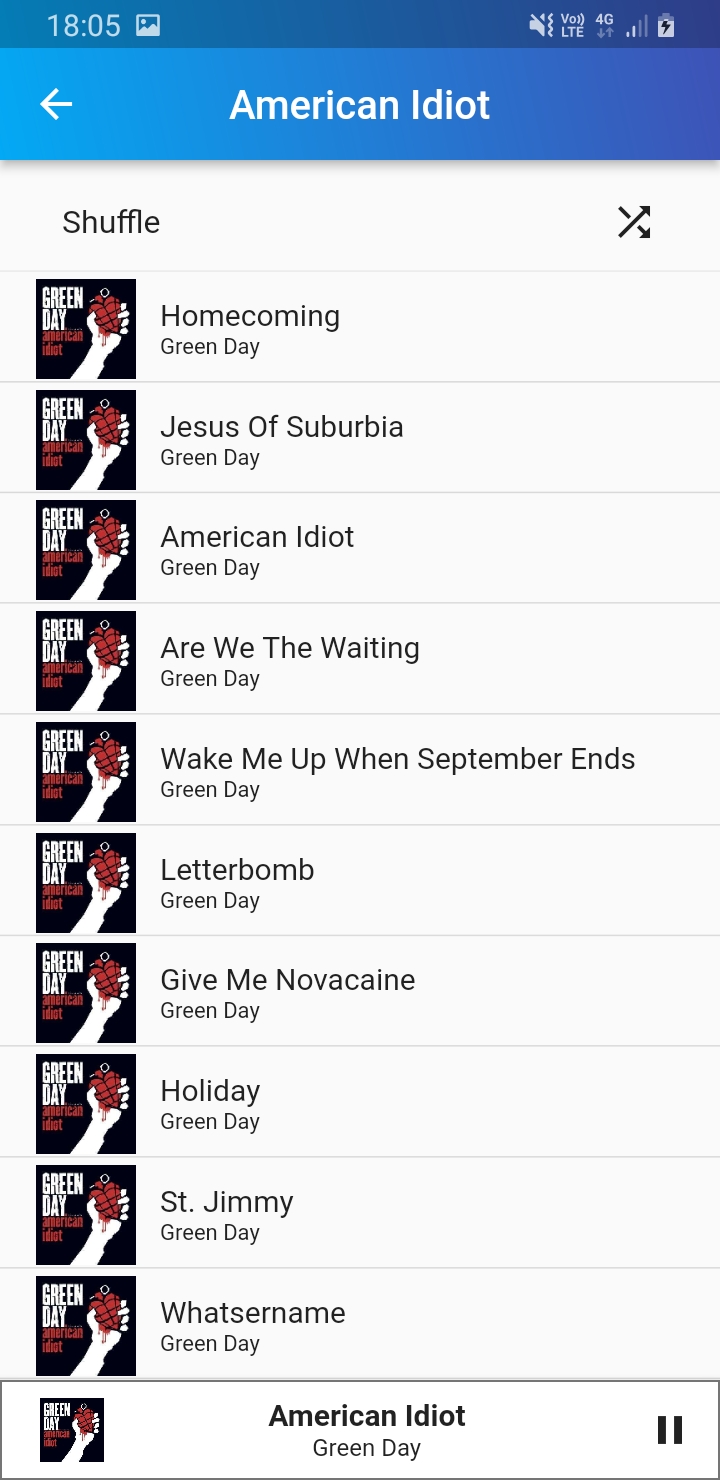 18:05
Vo))
LTE
4G
American Idiot
Shuffle
GREEN
DAY
american
idiot
Homecoming
Green Day
GREEN
DAY
american
idiot
Jesus Of Suburbia
Green Day
GREEN
DAY
american
idiot
American Idiot
Green Day
GREEN
DAY
american
idiot
Are We The Waiting
Green Day
GREEN
DAY
american
idiot
Wake Me Up When September Ends
Green Day
GREEN
DAY
american
idiot
Letterbomb
Green Day
GREEN
DAY
american
idiot
Give Me Novacaine
Green Day
GREEN
DAY
american
idiot
Holiday
Green Day
GREEN
DAY
american
idiot
St. Jimmy
Green Day
GREEN
DAY
american
idiot
Whatsername
Green Day
GREEN
DAY
american
idiot
American Idiot
Green Day